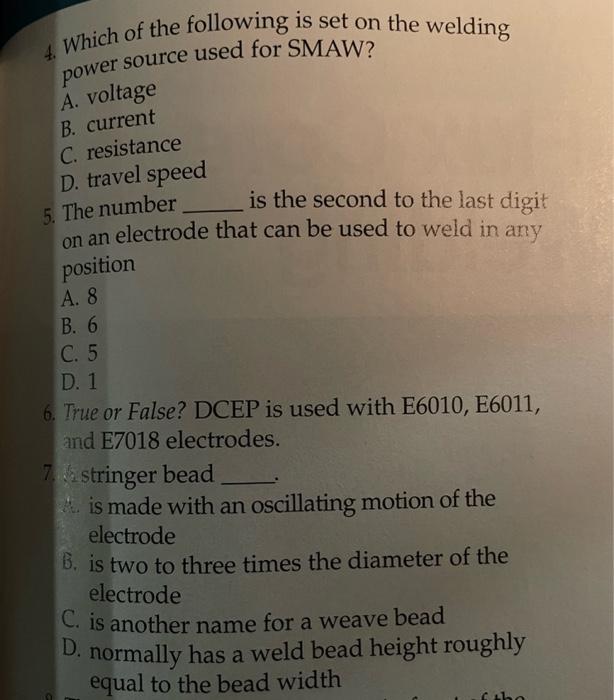 4. Which of the following is set on the welding
power source used for SMAW?
A. voltage
B. current
C. resistance
D. travel speed
5. The number _____ is the second to the last digit
on an electrode that can be used to weld in any
position
A. 8
B. 6
C. 5
D. 1
6. True or False? DCEP is used with E6010, E6011,
and E7018 electrodes.
7. A stringer bead _____.
A. is made with an oscillating motion of the
electrode
B. is two to three times the diameter of the
electrode
C. is another name for a weave bead
D. normally has a weld bead height roughly
equal to the bead width